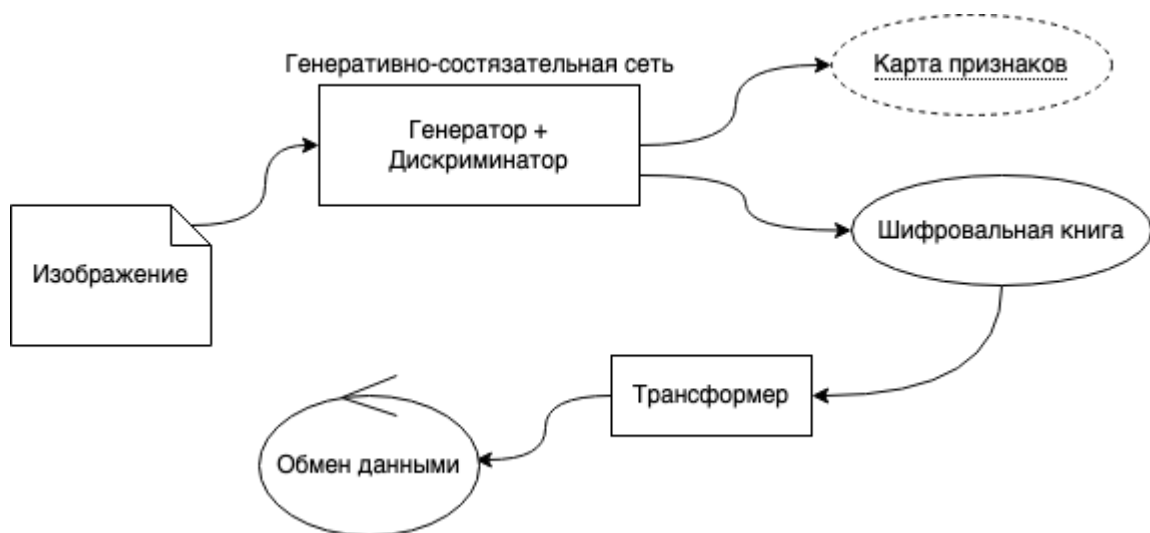 Генеративно-состязательная сеть
Карта признаков
Генератор +
Дискриминатор
Шифровальная книга
Изображение
Трансформер
Обмен данными